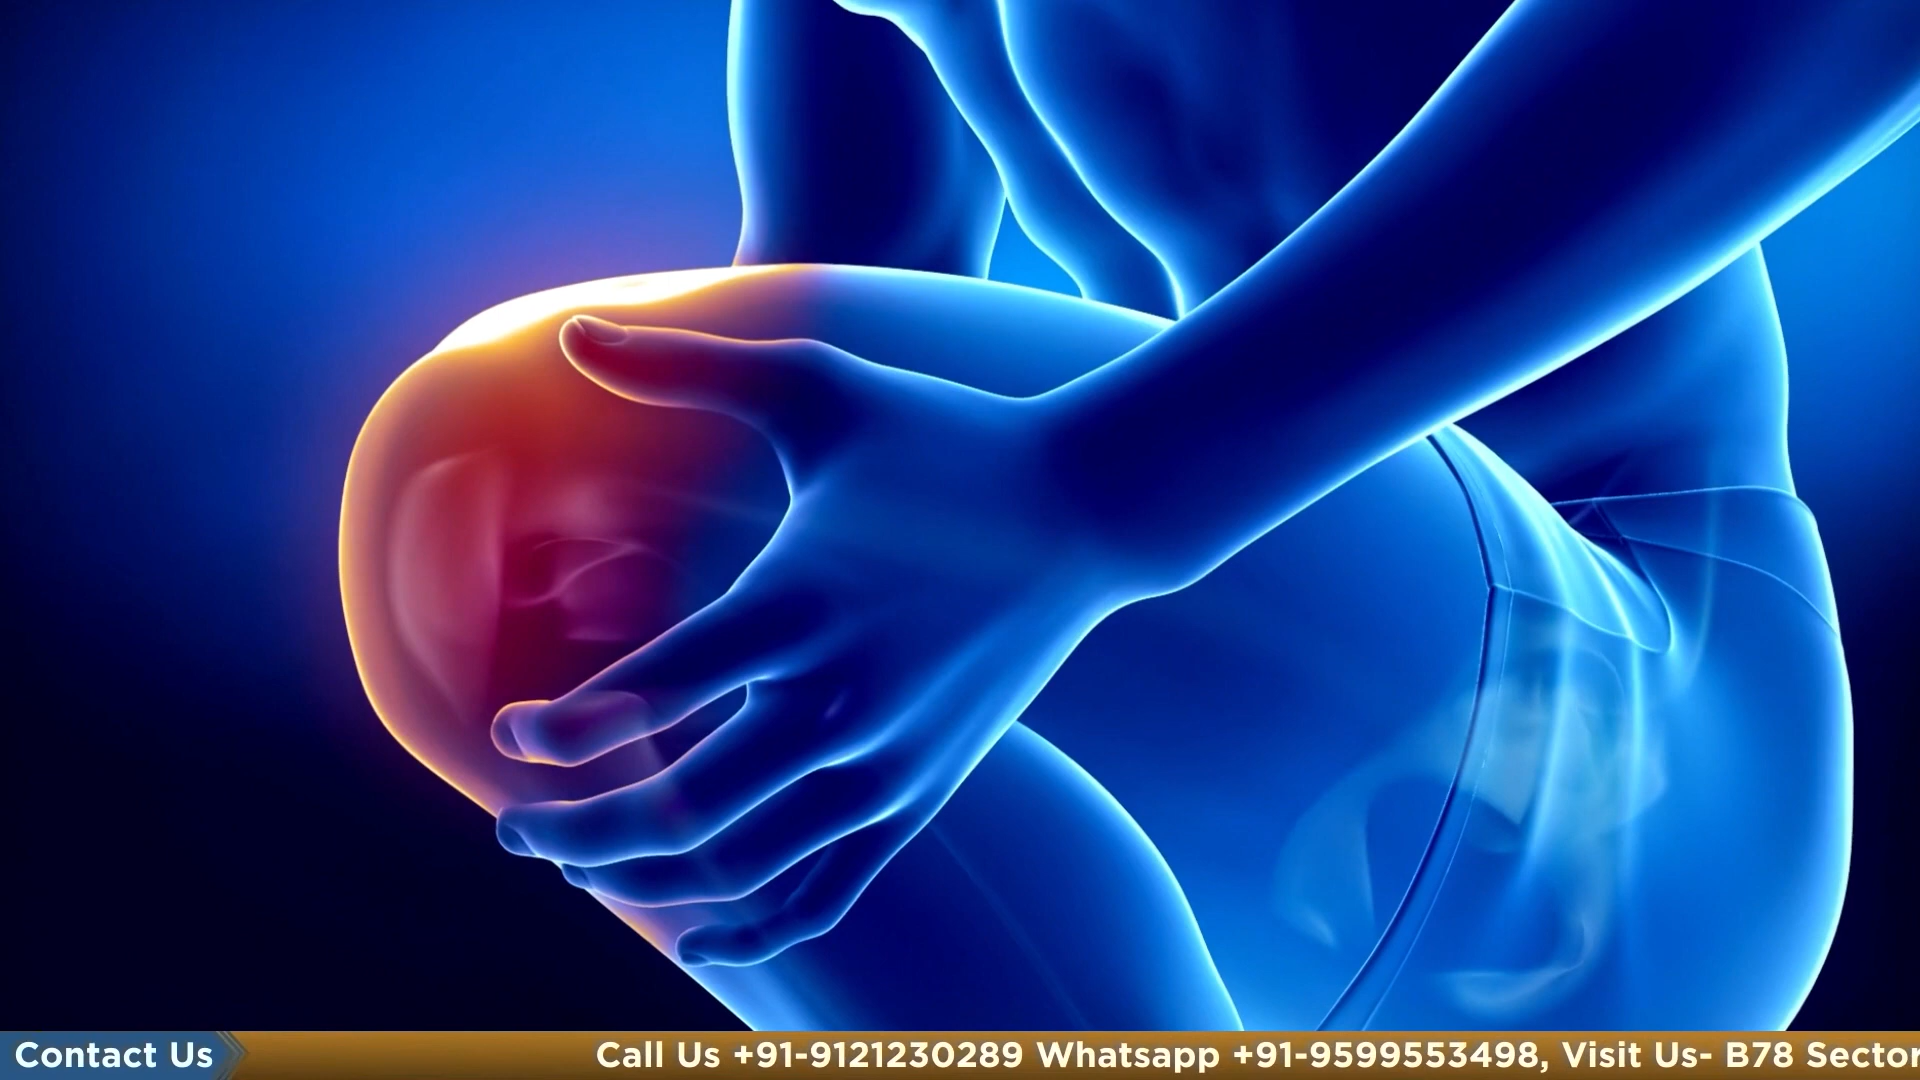 Contact Us
Call Us +91-9121230289 Whatsapp +91-9599553498, Visit Us- B78 Sector